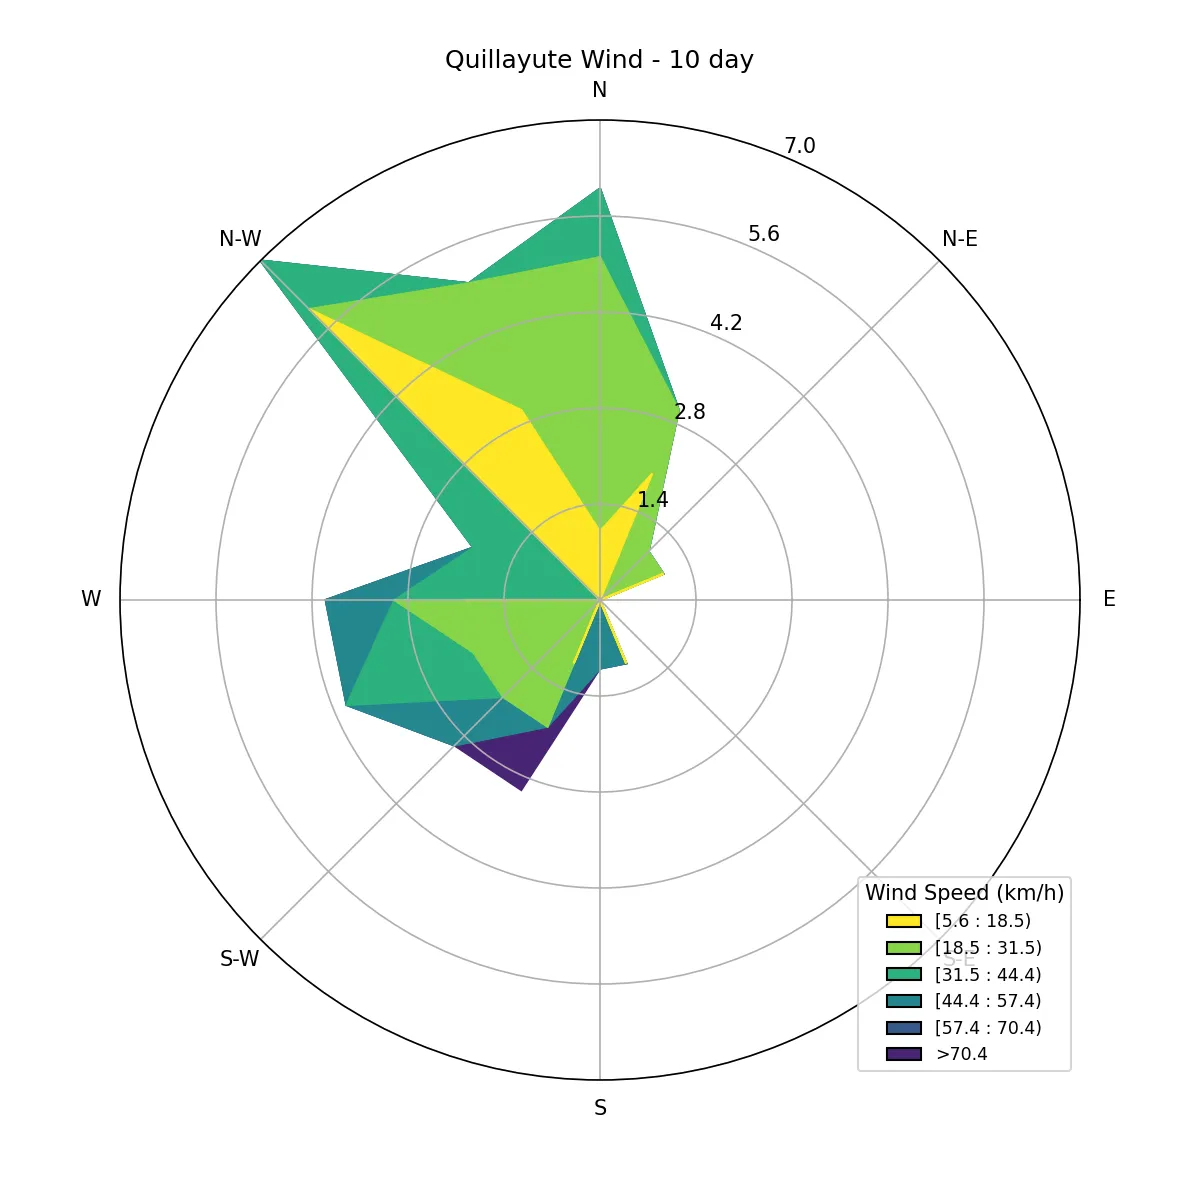 Quillayute Wind - 10 day
N
7.0
N-W
5.6
N-E
4.2
2.8
1.4
W
E
S-W
S-E
S
Wind Speed (km/h)
[5.6 : 18.5)
[18.5 : 31.5)
[31.5 : 44.4)
[44.4 : 57.4)
[57.4 : 70.4)
>70.4